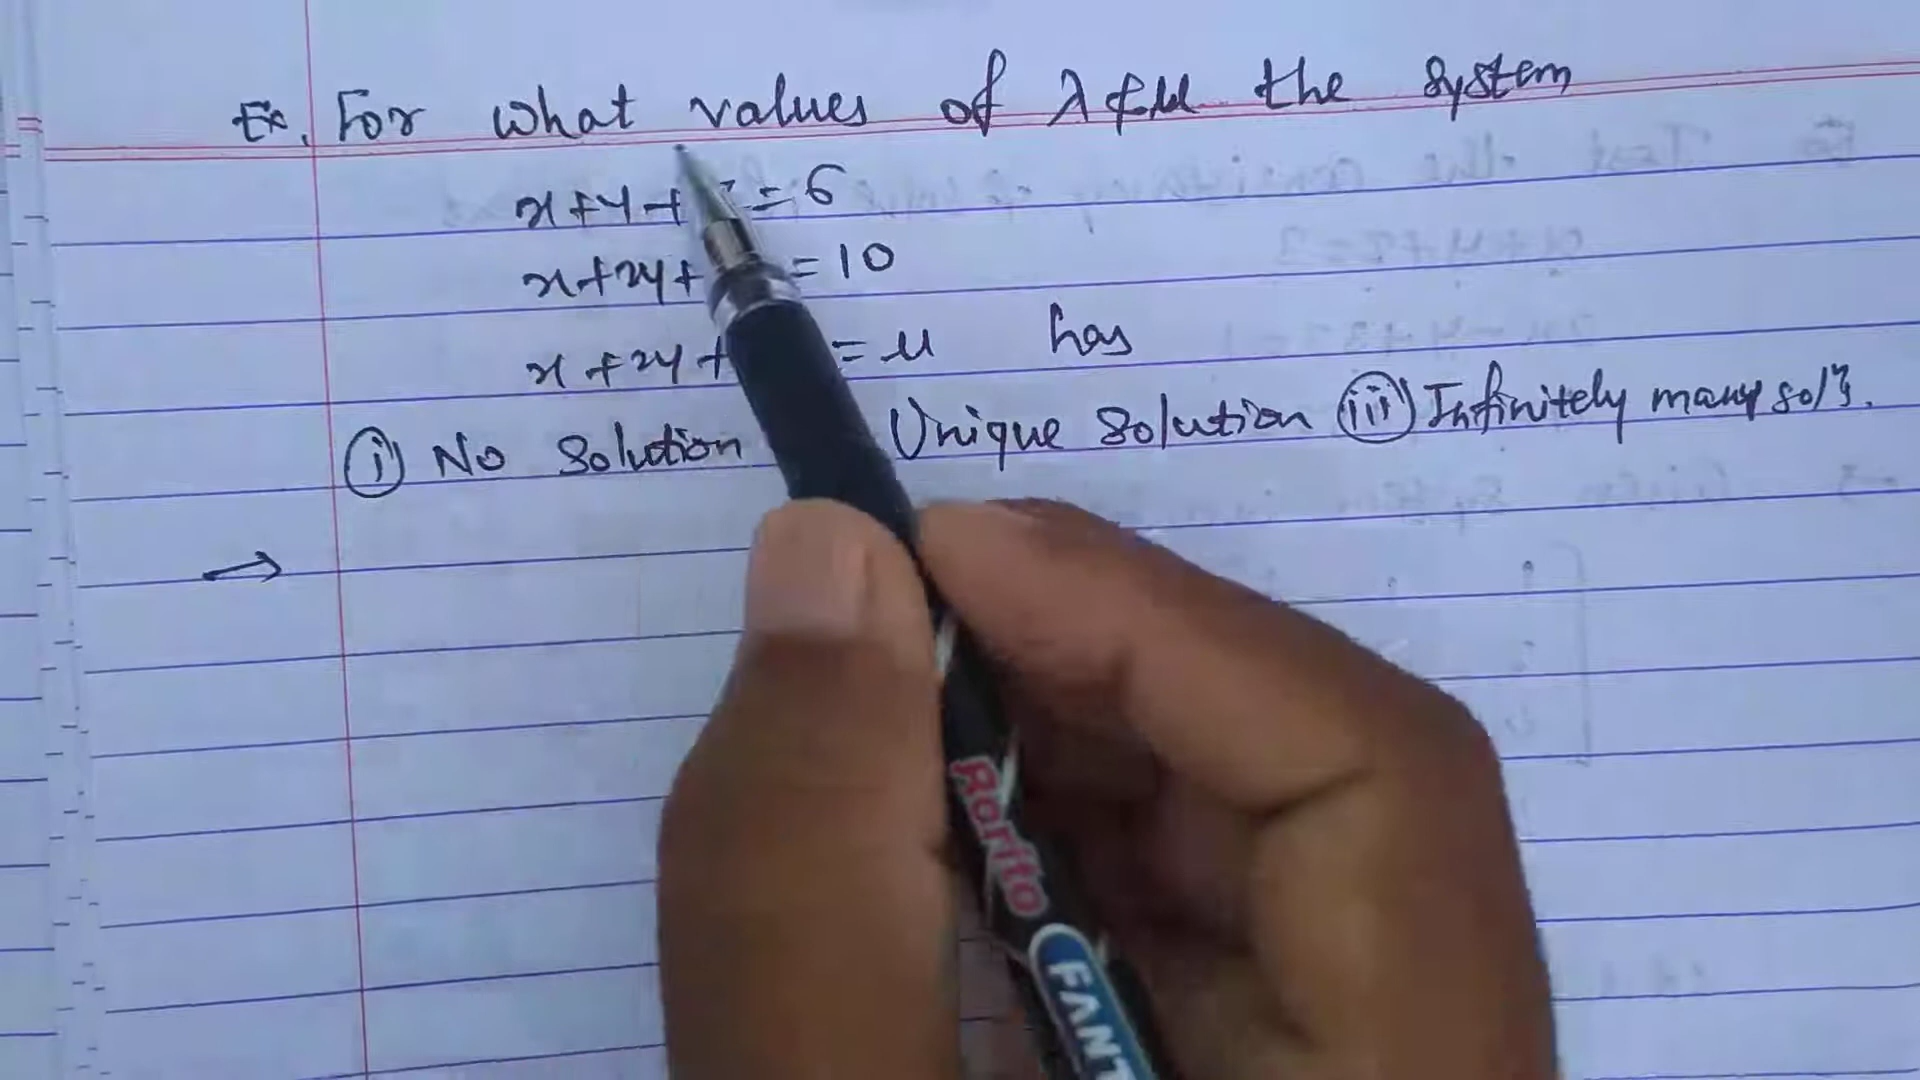 Ex. For what values of λ & μ the system
x+y+z=6
x+2y+ =10
x+2y+ =μ has
(i) No solution Unique solution (iii) Infinitely many solⁿs.
→
Rorito
FANT